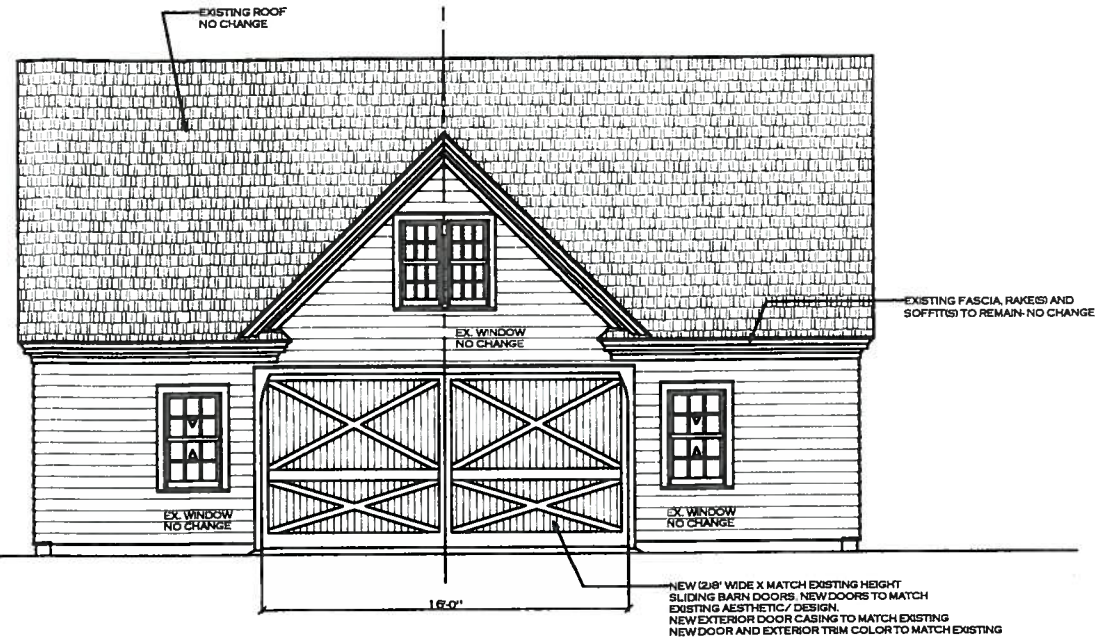 EXISTING ROOF
NO CHANGE
EXISTING FASCIA, RAKE(S) AND
SOFFIT(S) TO REMAIN- NO CHANGE
EX. WINDOW
NO CHANGE
EX. WINDOW
NO CHANGE
EX. WINDOW
NO CHANGE
NEW (2)8' WIDE X MATCH EXISTING HEIGHT
SLIDING BARN DOORS. NEW DOORS TO MATCH
EXISTING AESTHETIC/ DESIGN.
NEW EXTERIOR DOOR CASING TO MATCH EXISTING
NEW DOOR AND EXTERIOR TRIM COLOR TO MATCH EXISTING
16'-0"